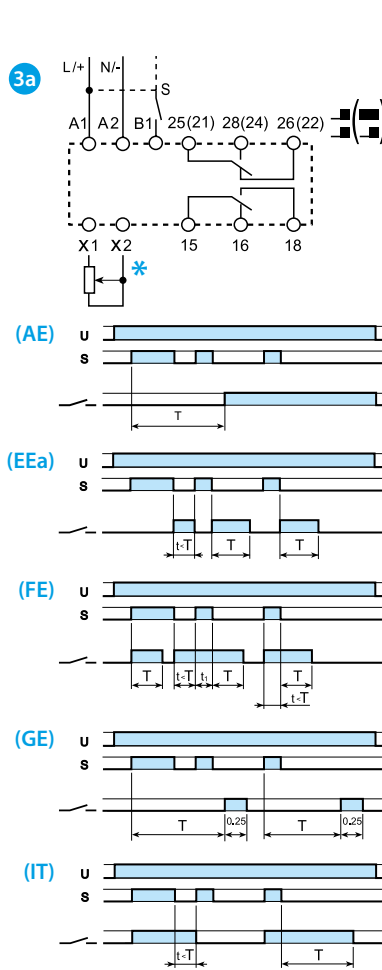 3a
L/+ N/-
S
A1 A2 B1 25(21) 28(24) 26(22)
X1 X2 15 16 18
*
(AE) U
S
T
(EEa) U
S
t<T T T
(FE) U
S
T t<T t₁ T T
t<T
(GE) U
S
T 0.25 T 0.25
(IT) U
S
t<T T